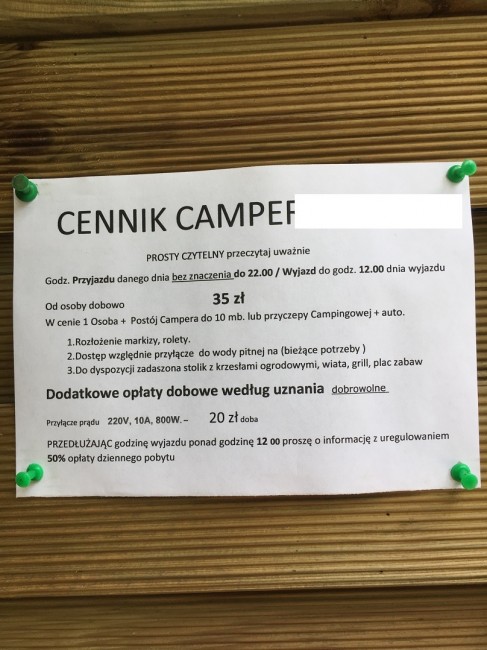 CENNIK CAMPER
PROSTY CZYTELNY przeczytaj uważnie
Godz. Przyjazdu danego dnia bez znaczenia do 22.00 / Wyjazd do godz. 12.00 dnia wyjazdu
Od osoby dobowo 35 zł
W cenie 1 Osoba + Postój Campera do 10 mb. lub przyczepy Campingowej + auto.
1.Rozłożenie markizy, rolety.
2.Dostęp względnie przyłącze do wody pitnej na (bieżące potrzeby )
3.Do dyspozycji zadaszona stolik z krzesłami ogrodowymi, wiata, grill, plac zabaw
Dodatkowe opłaty dobowe według uznania dobrowolne
Przyłącze prądu 220V, 10A, 800W. – 20 zł doba
PRZEDŁUŻAJĄC godzinę wyjazdu ponad godzinę 12 00 proszę o informację z uregulowaniem
50% opłaty dziennego pobytu